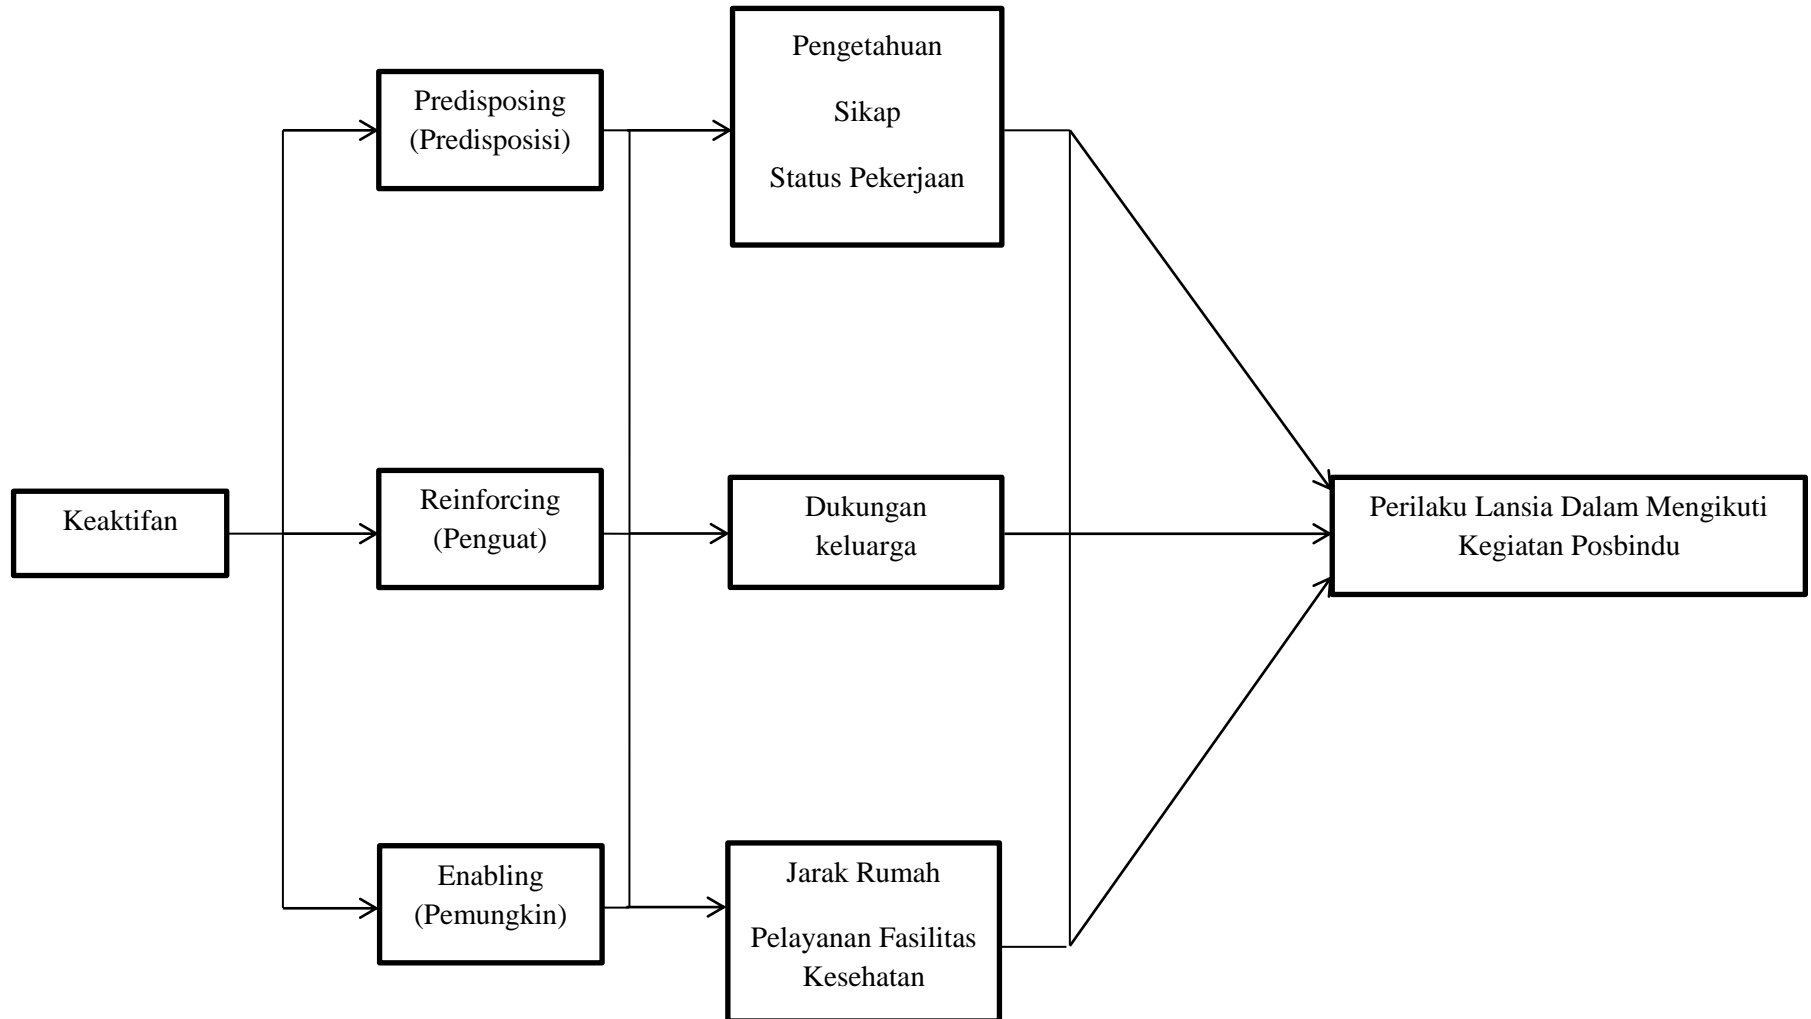 Keaktifan
Predisposing
(Predisposisi)
Reinforcing
(Penguat)
Enabling
(Pemungkin)
Pengetahuan
Sikap
Status Pekerjaan
Dukungan
keluarga
Jarak Rumah
Pelayanan Fasilitas
Kesehatan
Perilaku Lansia Dalam Mengikuti
Kegiatan Posbindu